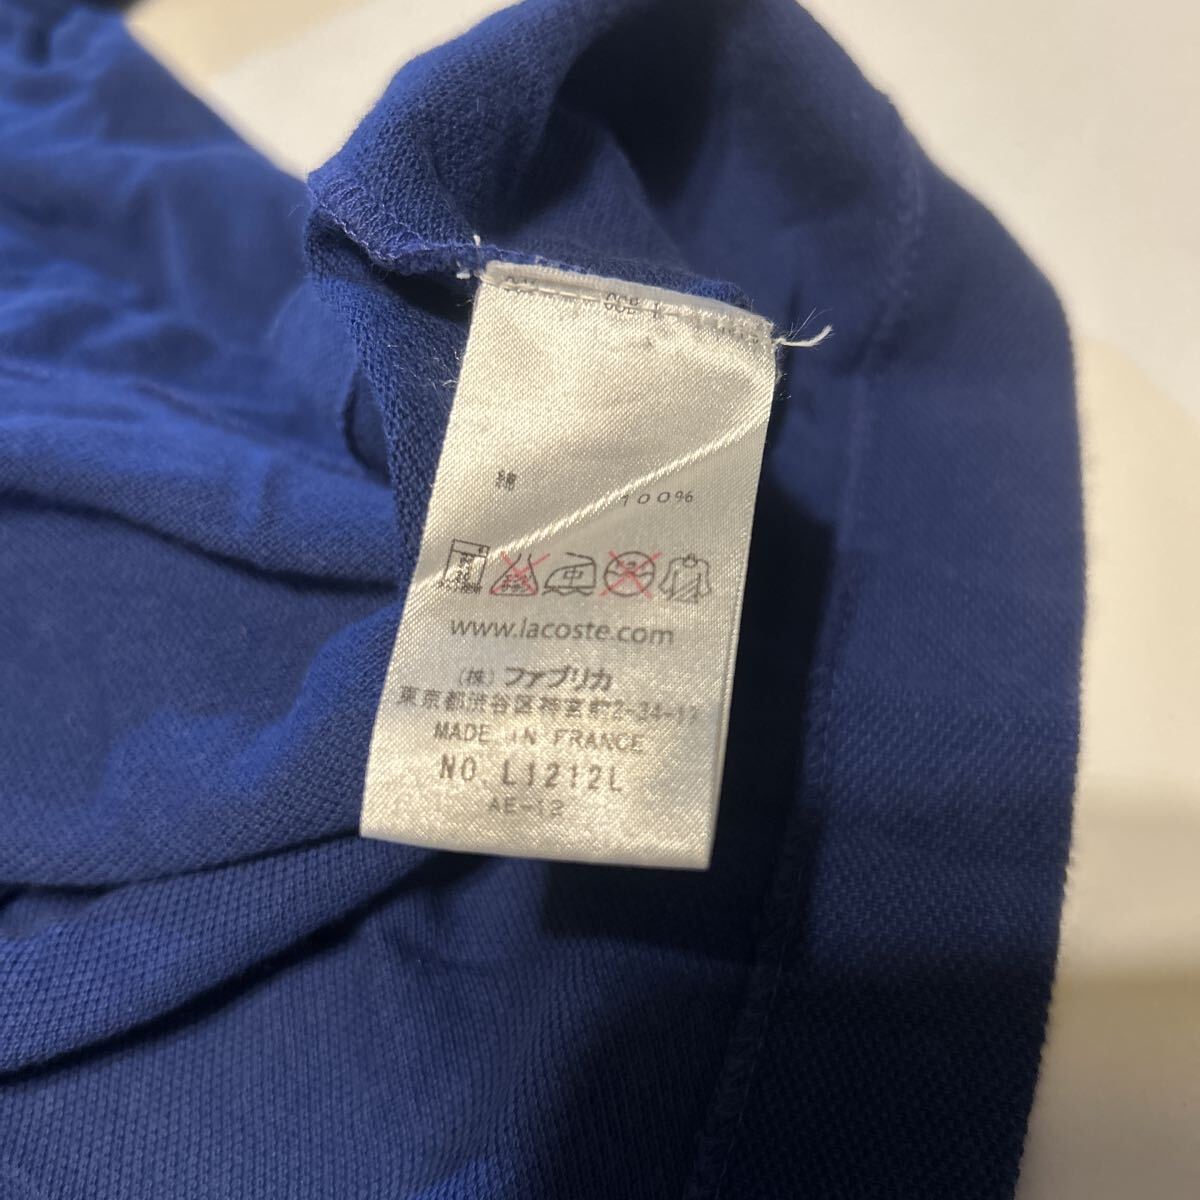 綿 100%
中
www.lacoste.com
(株) ファブリカ
東京都渋谷区神宮前2-34-17
MADE IN FRANCE
NO. L1212L
AE-12